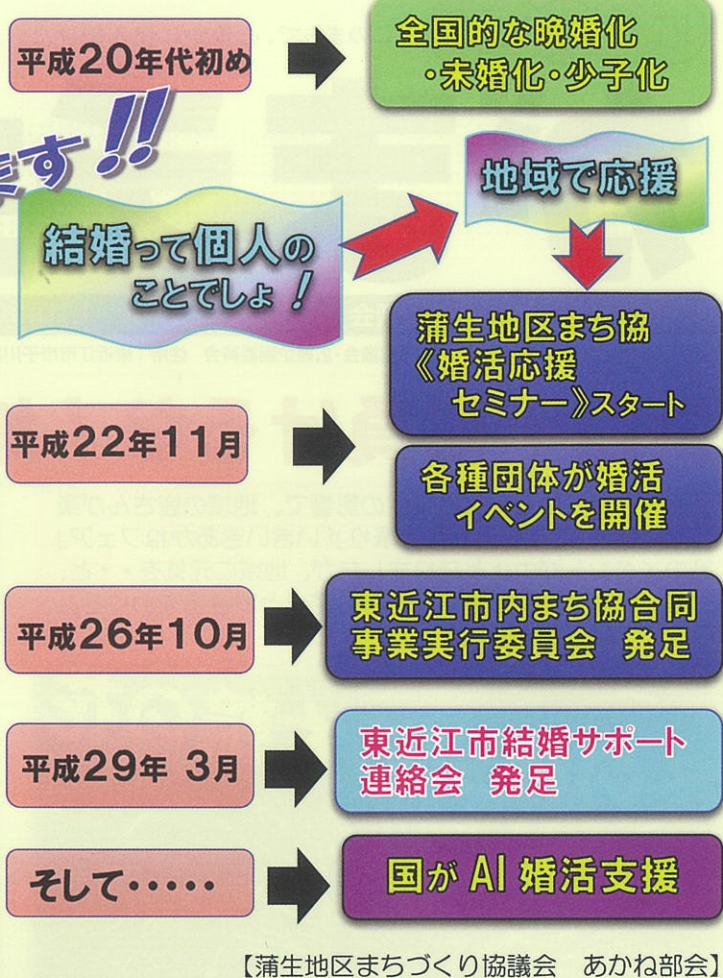 平成20年代初め
全国的な晩婚化
・未婚化・少子化
ます!!
結婚って個人の
ことでしょ!
地域で応援
蒲生地区まち協
《婚活応援
セミナー》スタート
平成22年11月
各種団体が婚活
イベントを開催
平成26年10月
東近江市内まち協合同
事業実行委員会 発足
平成29年 3月
東近江市結婚サポート
連絡会 発足
そして・・・・・
国が AI 婚活支援
【蒲生地区まちづくり協議会 あかね部会】